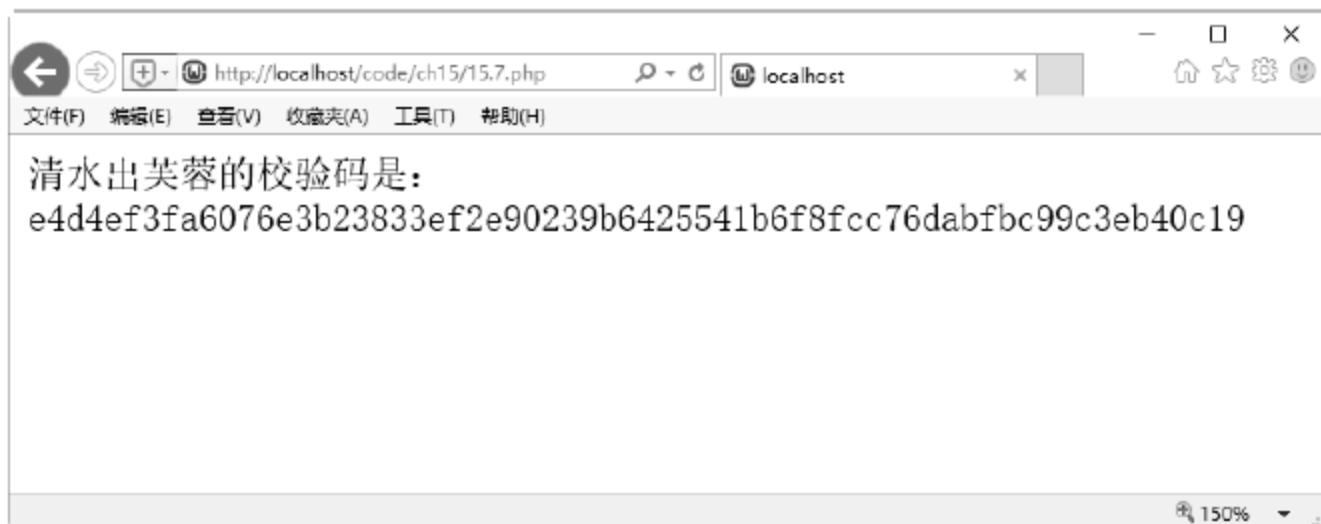 http://localhost/code/ch15/15.7.php
localhost
文件(F) 编辑(E) 查看(V) 收藏夹(A) 工具(T) 帮助(H)
清水出芙蓉的校验码是：
e4d4ef3fa6076e3b23833ef2e90239b6425541b6f8fcc76dabfbc99c3eb40c19
150%